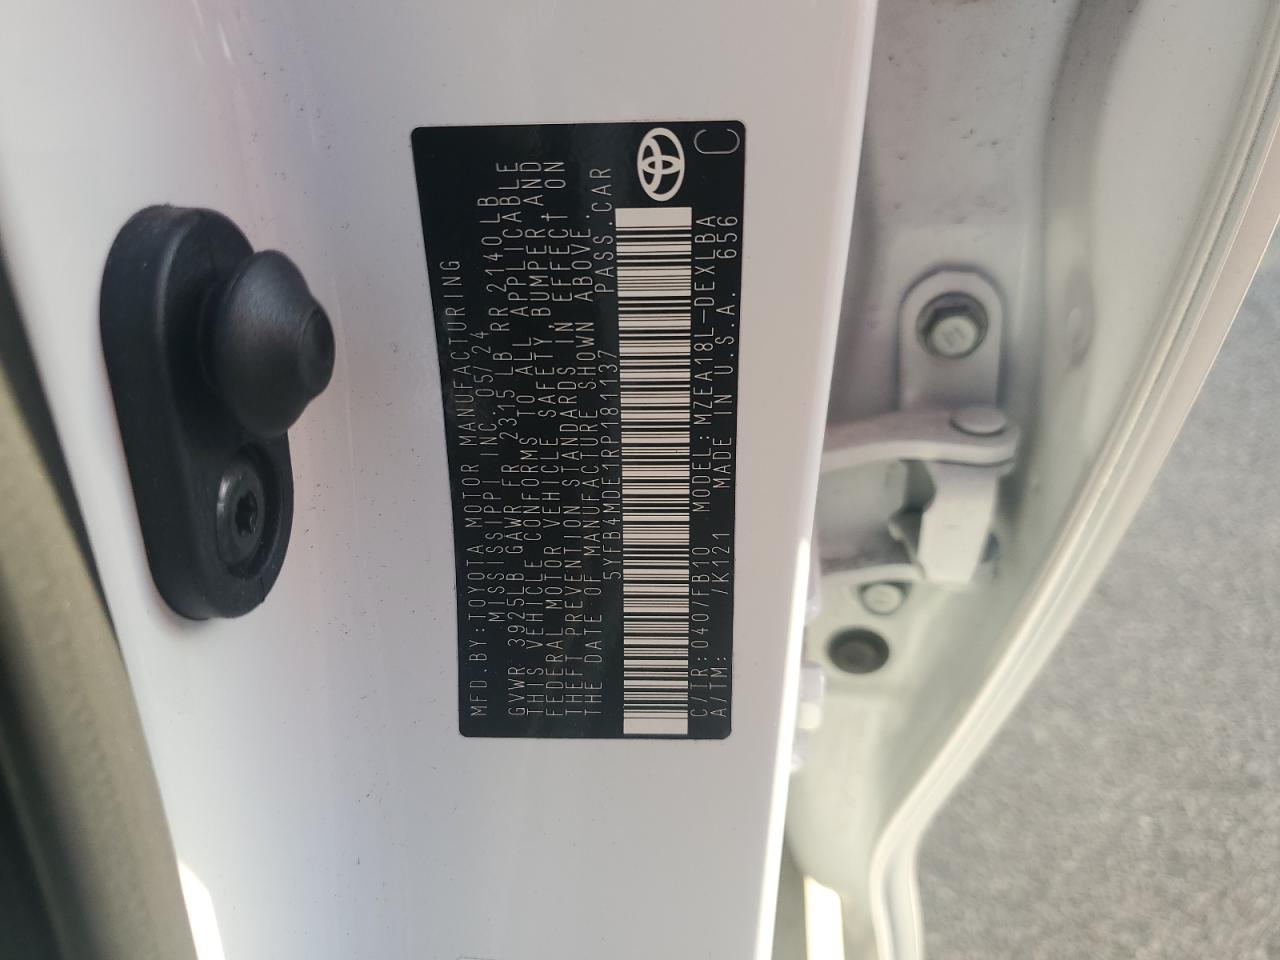 MFD.BY:TOYOTA MOTOR MANUFACTURING
MISSISSIPPI INC. 05/24
GVWR 3925LB GAWR FR 2315LB RR 2140LB
THIS VEHICLE CONFORMS TO ALL APPLICABLE
FEDERAL MOTOR VEHICLE SAFETY, BUMPER, AND
THEFT PREVENTION STANDARDS IN EFFECT ON
THE DATE OF MANUFACTURE SHOWN ABOVE.
5YFB4MDE1RP181137 PASS.CAR
C/TR:040/FB10 MODEL:MZEA18L-DEXLBA
A/TM: /K121 MADE IN U.S.A. 656
C